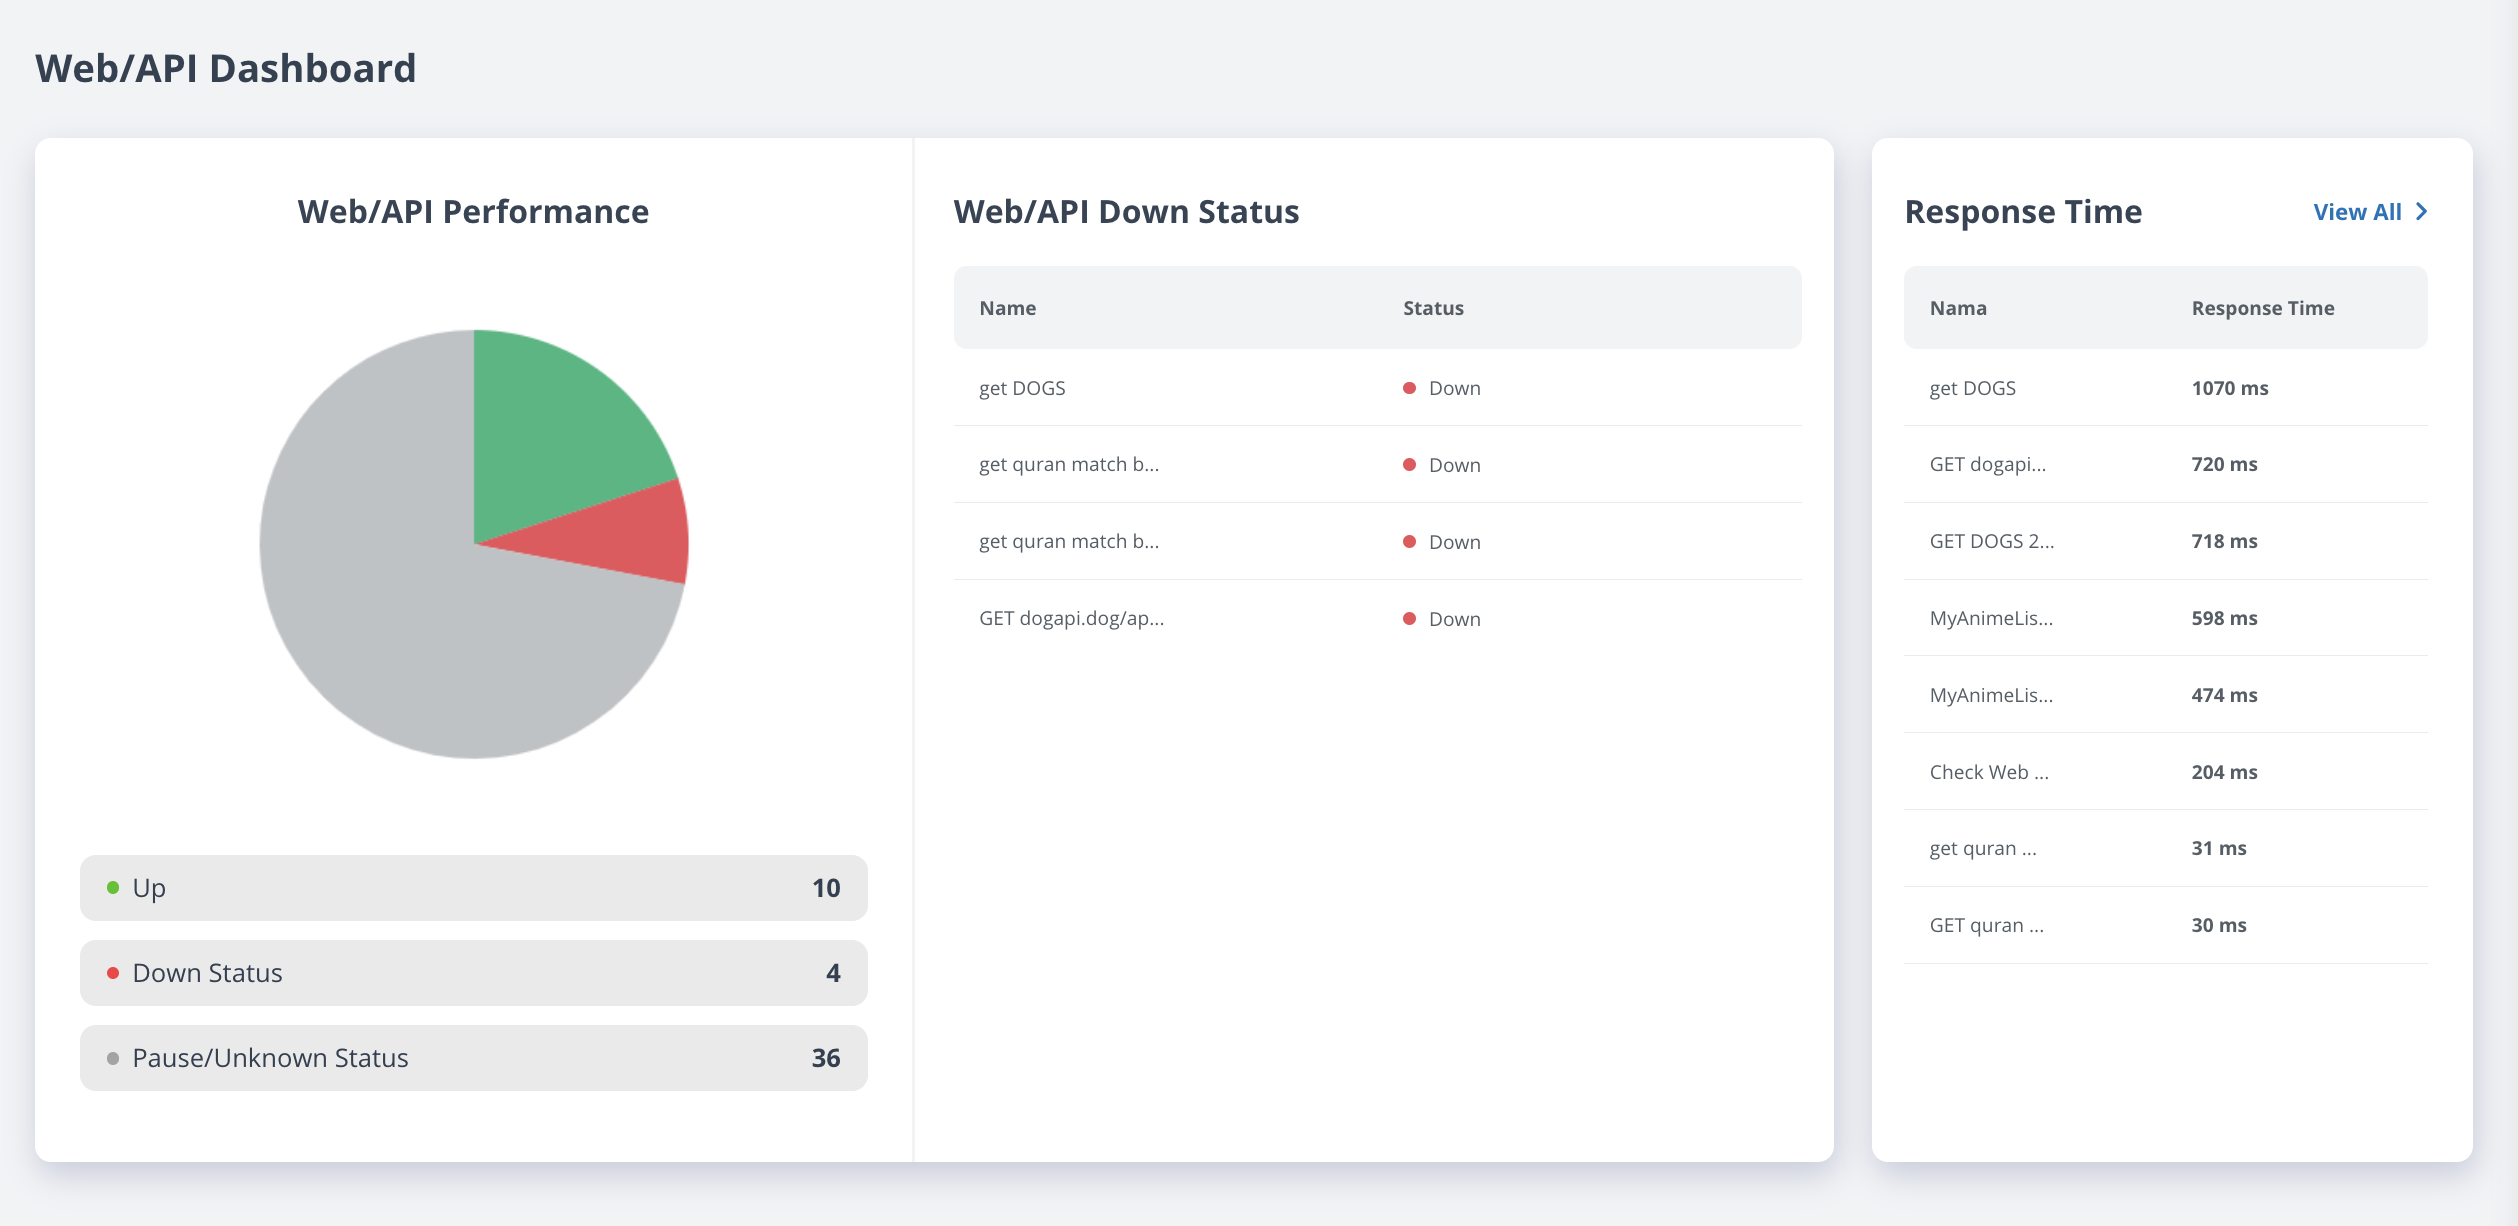 Web/API Dashboard
Web/API Performance
Up 10
Down Status 4
Pause/Unknown Status 36
Web/API Down Status
Name Status
get DOGS Down
get quran match b... Down
get quran match b... Down
GET dogapi.dog/ap... Down
Response Time View All
Nama Response Time
get DOGS 1070 ms
GET dogapi... 720 ms
GET DOGS 2... 718 ms
MyAnimeLis... 598 ms
MyAnimeLis... 474 ms
Check Web ... 204 ms
get quran ... 31 ms
GET quran ... 30 ms